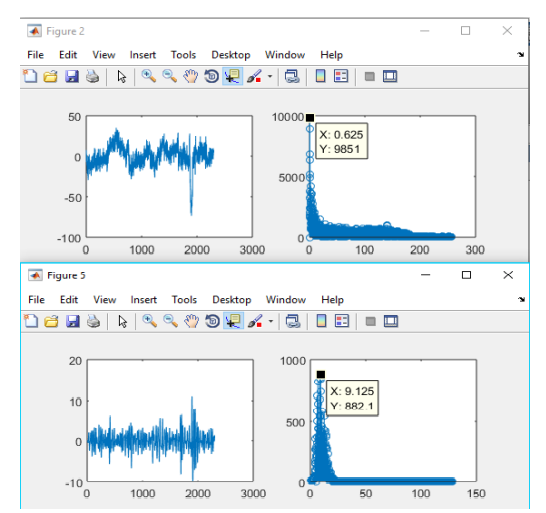 Figure 2
File Edit View Insert Tools Desktop Window Help
50
0
-50
-100
0 1000 2000 3000
10000
5000
0
0 100 200 300
X: 0.625
Y: 9851
Figure 5
File Edit View Insert Tools Desktop Window Help
20
10
0
-10
0 1000 2000 3000
1000
500
0
0 50 100 150
X: 9.125
Y: 882.1